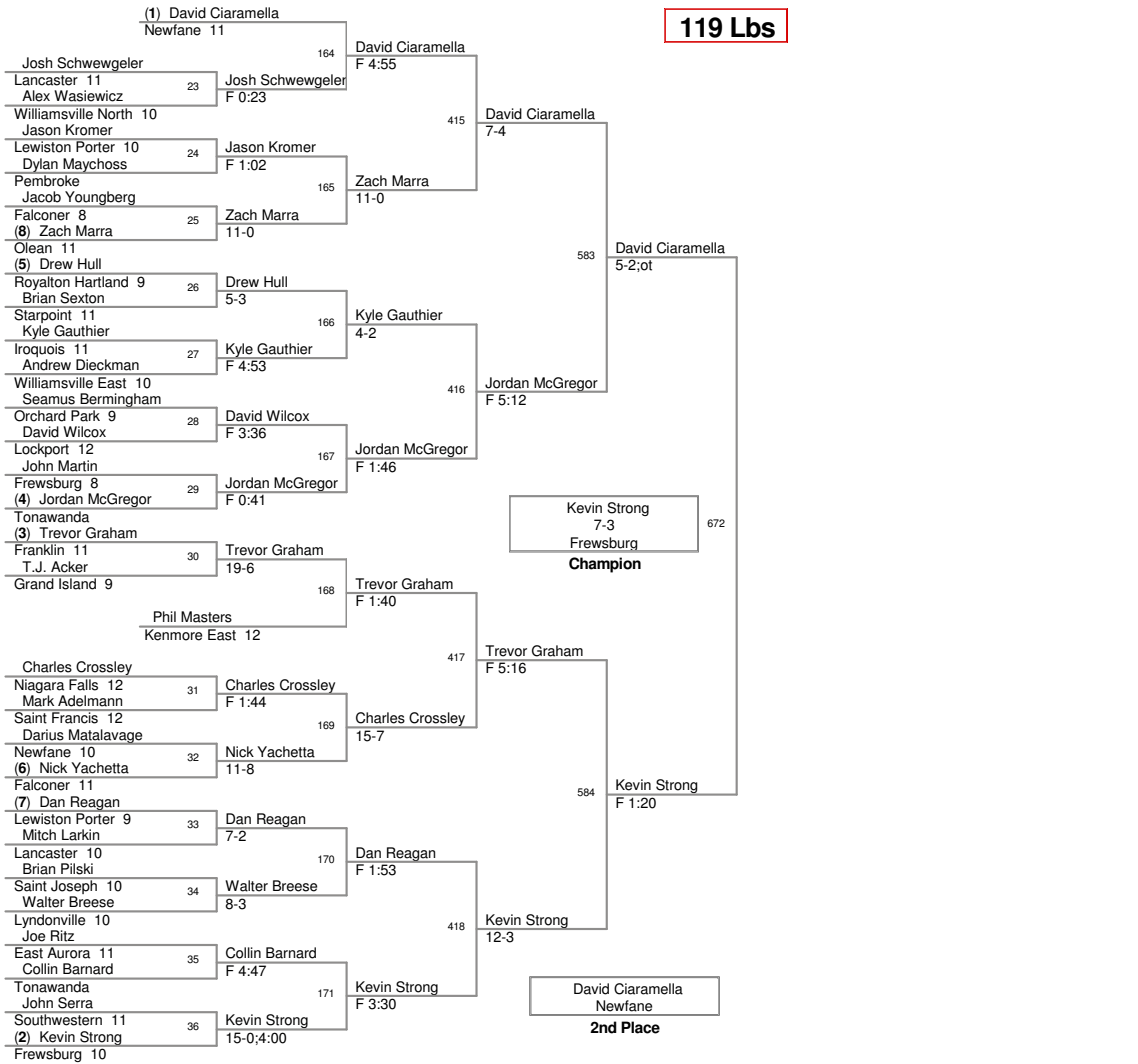 119 Lbs
(1) David Ciaramella
Newfane 11
164
David Ciaramella
F 4:55
Josh Schwewgeler
Lancaster 11
23
Josh Schwewgeler
F 0:23
Alex Wasiewicz
Williamsville North 10
415
David Ciaramella
7-4
Jason Kromer
Lewiston Porter 10
24
Jason Kromer
F 1:02
Dylan Maychoss
Pembroke
165
Zach Marra
11-0
Jacob Youngberg
Falconer 8
25
Zach Marra
11-0
(8) Zach Marra
Olean 11
583
David Ciaramella
5-2;ot
(5) Drew Hull
Royalton Hartland 9
26
Drew Hull
5-3
Brian Sexton
Starpoint 11
166
Kyle Gauthier
4-2
Kyle Gauthier
Iroquois 11
27
Kyle Gauthier
F 4:53
Andrew Dieckman
Williamsville East 10
416
Jordan McGregor
F 5:12
Seamus Bermingham
Orchard Park 9
28
David Wilcox
F 3:36
David Wilcox
Lockport 12
167
Jordan McGregor
F 1:46
John Martin
Frewsburg 8
29
Jordan McGregor
F 0:41
(4) Jordan McGregor
Tonawanda
Kevin Strong
7-3
Frewsburg
Champion
672
(3) Trevor Graham
Franklin 11
30
Trevor Graham
19-6
T.J. Acker
Grand Island 9
168
Trevor Graham
F 1:40
Phil Masters
Kenmore East 12
417
Trevor Graham
F 5:16
Charles Crossley
Niagara Falls 12
31
Charles Crossley
F 1:44
Mark Adelmann
Saint Francis 12
169
Charles Crossley
15-7
Darius Matalavage
Newfane 10
32
Nick Yachetta
11-8
(6) Nick Yachetta
Falconer 11
584
Kevin Strong
F 1:20
(7) Dan Reagan
Lewiston Porter 9
33
Dan Reagan
7-2
Mitch Larkin
Lancaster 10
170
Dan Reagan
F 1:53
Brian Pilski
Saint Joseph 10
34
Walter Breese
8-3
Walter Breese
Lyndonville 10
418
Kevin Strong
12-3
Joe Ritz
East Aurora 11
35
Collin Barnard
F 4:47
Collin Barnard
Tonawanda
171
Kevin Strong
F 3:30
John Serra
Southwestern 11
36
Kevin Strong
15-0;4:00
(2) Kevin Strong
Frewsburg 10
David Ciaramella
Newfane
2nd Place